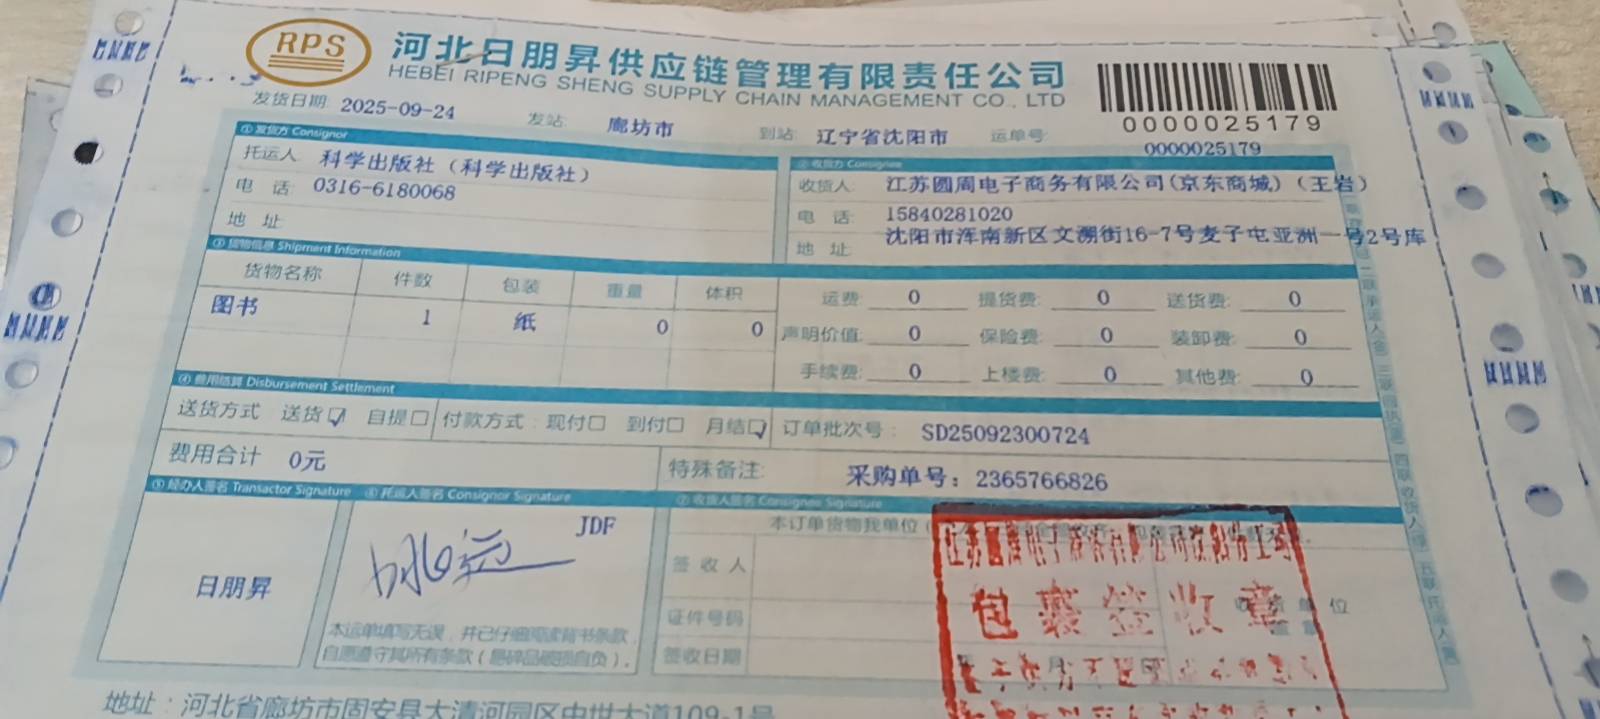 RPS
河北日朋昇供应链管理有限责任公司
HEBEI RIPENG SHENG SUPPLY CHAIN MANAGEMENT CO., LTD
0000025179
发货日期: 2025-09-24 发站: 廊坊市 到站: 辽宁省沈阳市 运单号: 0000025179
① 发货方 Consignor
② 收货方 Consignee
托运人: 科学出版社 (科学出版社)
收货人: 江苏圆周电子商务有限公司(京东商城) (王岩)
电 话: 0316-6180068
电 话: 15840281020
地 址:
地 址: 沈阳市浑南新区文溯街16-7号麦子屯亚洲一号2号库
③ 货物信息 Shipment Information
货物名称 件数 包装 重量 体积
图书 1 纸 0 0
运费: 0 提货费: 0 送货费: 0
声明价值: 0 保险费: 0 装卸费: 0
手续费: 0 上楼费: 0 其他费: 0
④ 费用结算 Disbursement Settlement
送货方式 送货☑ 自提☐ 付款方式: 现付☐ 到付☐ 月结☑ 订单批次号: SD25092300724
费用合计 0元
特殊备注: 采购单号: 2365766826
⑤ 经办人签名 Transactor Signature ⑥ 托运人签名 Consignor Signature ⑦ 收货人签名 Consignee Signature
日朋昇
JDF
本运单填写无误，并已仔细阅读背书条款，
自愿遵守其所有条款(易碎品破损自负)。
本订单货物我单位
签 收 人
证件号码
签收日期
包裹签收章
地址：河北省廊坊市固安县大清河园区中世大道109-1号